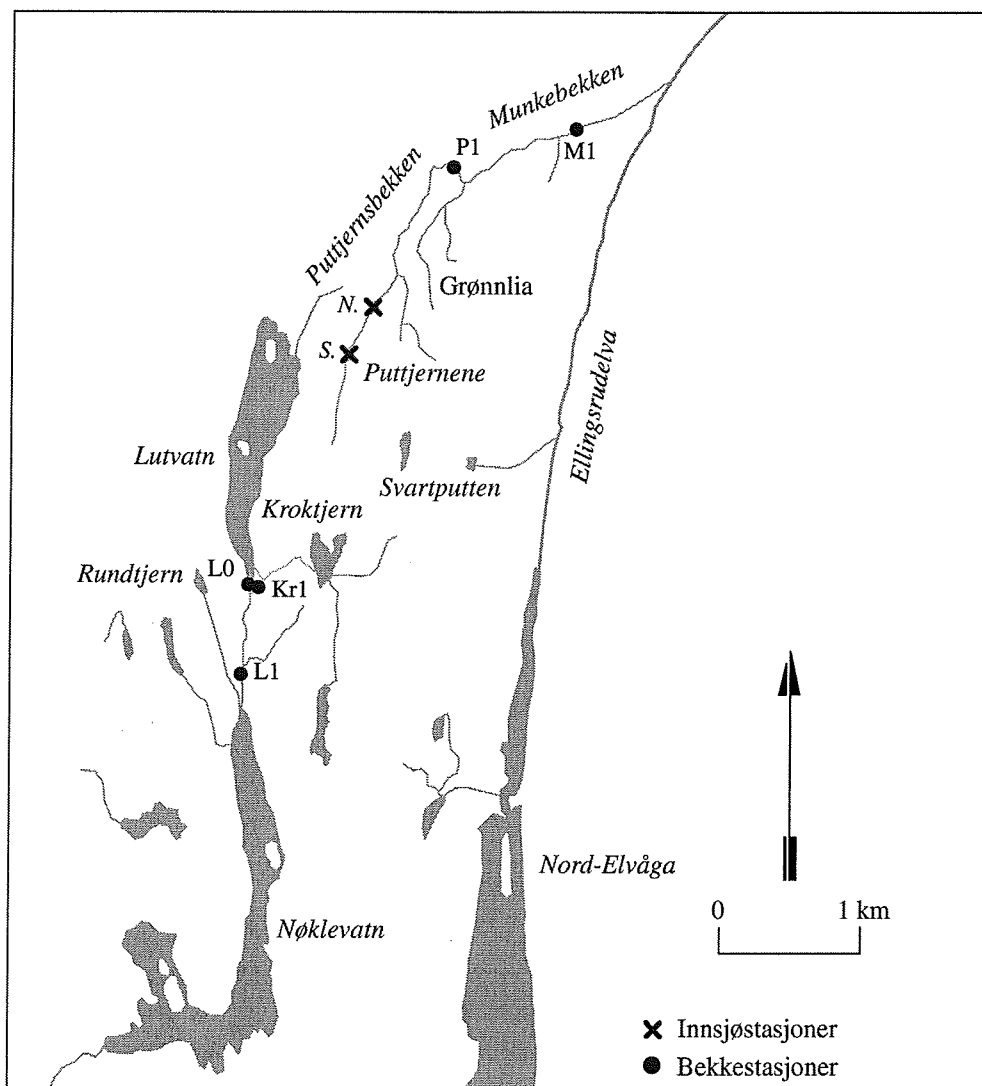 Munkebekken
P1
M1
Puttjernsbekken
Grønnlia
N.
S.
Puttjernene
Ellingsrudelva
Lutvatn
Svartputten
Kroktjern
Rundtjern
L0
Kr1
L1
Nord-Elvåga
0 1 km
Nøklevatn
Innsjøstasjoner
Bekkestasjoner